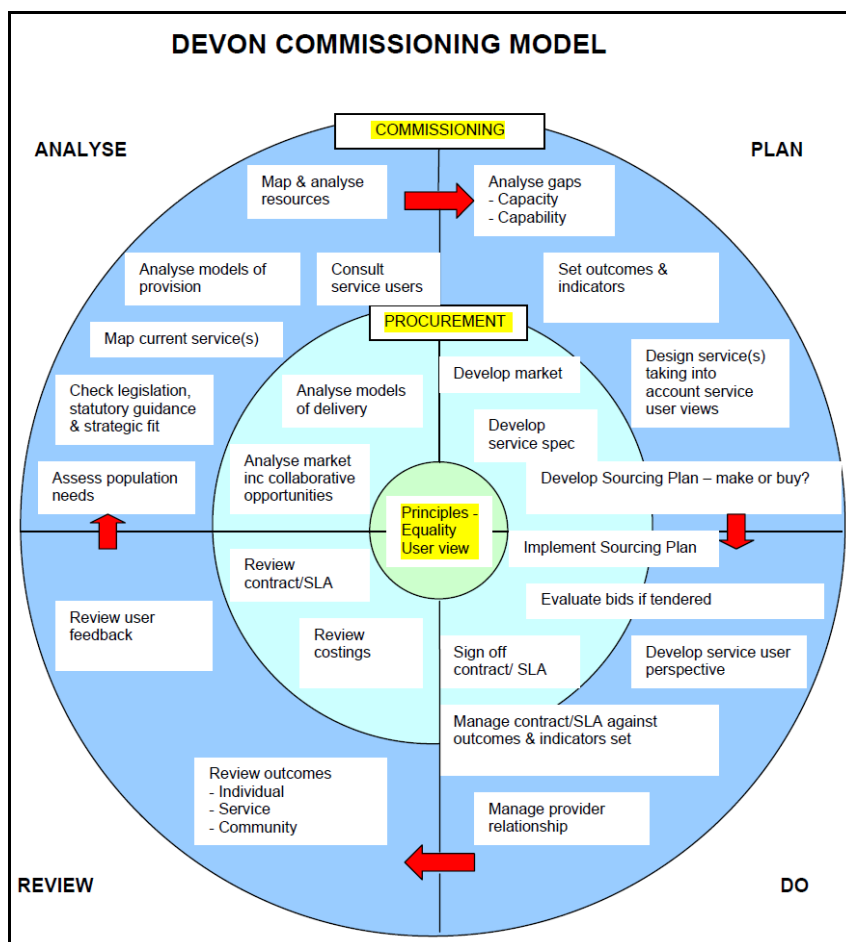 DEVON COMMISSIONING MODEL
COMMISSIONING
ANALYSE
PLAN
Map & analyse
resources
Analyse gaps
- Capacity
- Capability
Analyse models of
provision
Consult
service users
Set outcomes &
indicators
PROCUREMENT
Map current service(s)
Develop market
Design service(s)
taking into
account service
user views
Check legislation,
statutory guidance
& strategic fit
Analyse models
of delivery
Develop
service spec
Assess population
needs
Analyse market
inc collaborative
opportunities
Develop Sourcing Plan – make or buy?
Principles -
Equality
User view
Implement Sourcing Plan
Review
contract/SLA
Evaluate bids if tendered
Review user
feedback
Review
costings
Sign off
contract/ SLA
Develop service user
perspective
Manage contract/SLA against
outcomes & indicators set
Review outcomes
- Individual
- Service
- Community
Manage provider
relationship
REVIEW
DO